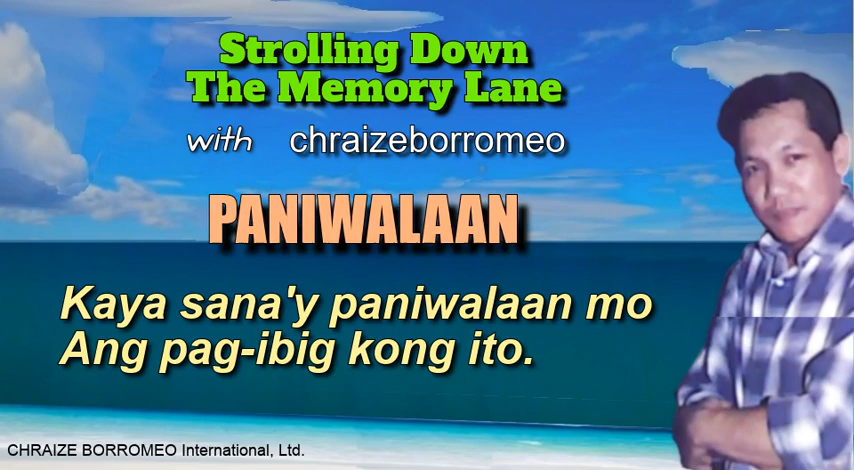 Strolling Down
The Memory Lane
with chraizeborromeo
PANIWALAAN
Kaya sana'y paniwalaan mo
Ang pag-ibig kong ito.
CHRAIZE BORROMEO International, Ltd.